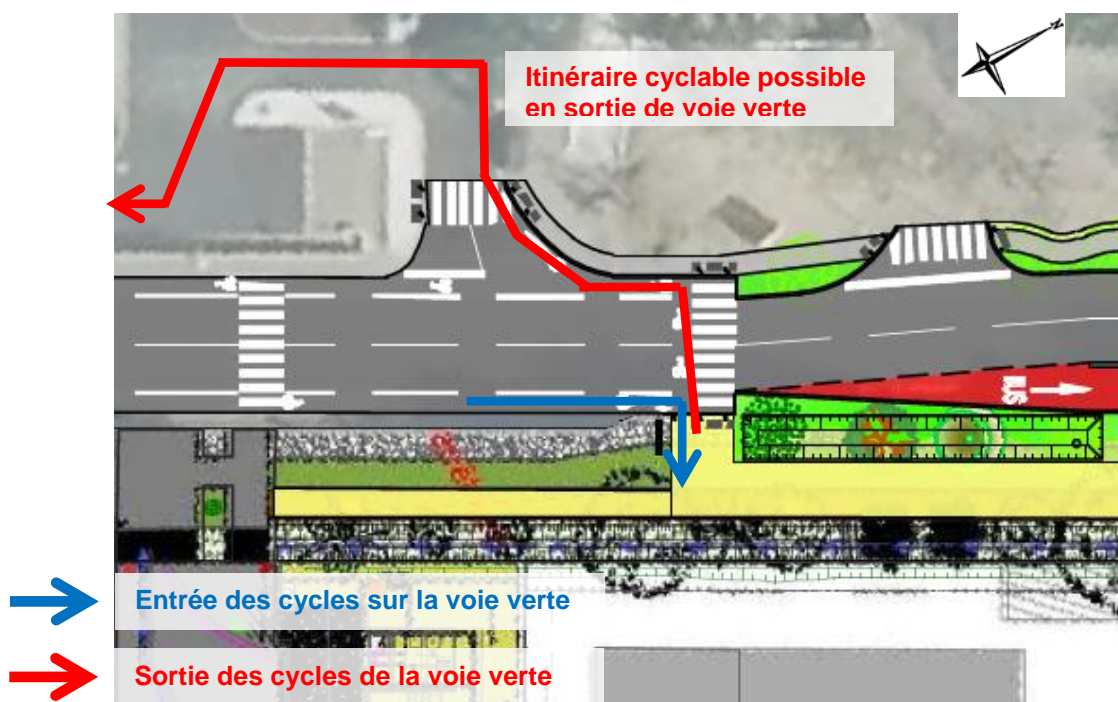 Itinéraire cyclable possible
en sortie de voie verte
N
BUS
Entrée des cycles sur la voie verte
Sortie des cycles de la voie verte